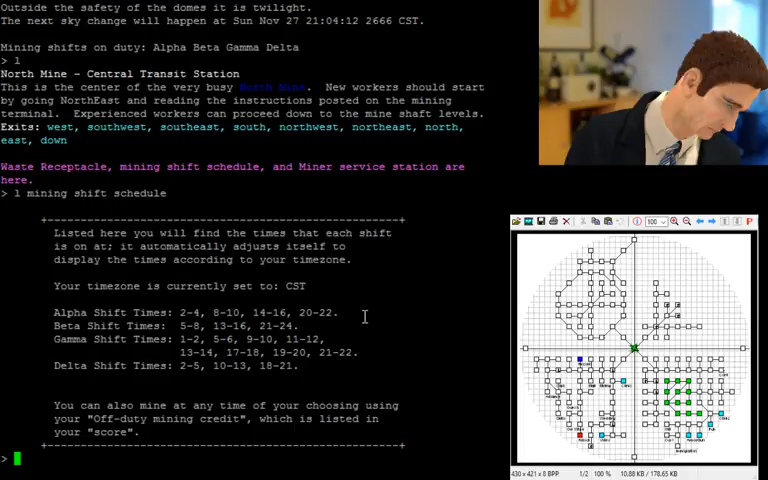 Outside the safety of the domes it is twilight.
The next sky change will happen at Sun Nov 27 21:04:12 2666 CST.
Mining shifts on duty: Alpha Beta Gamma Delta
> l
North Mine - Central Transit Station
This is the center of the very busy North Mine.  New workers should start
by going NorthEast and reading the instructions posted on the mining
terminal.  Experienced workers can proceed down to the mine shaft levels.
Exits: west, southwest, southeast, south, northwest, northeast, north,
east, down
Waste Receptacle, mining shift schedule, and Miner service station are
here.
> l mining shift schedule
Listed here you will find the times that each shift
is on at; it automatically adjusts itself to
display the times according to your timezone.
Your timezone is currently set to: CST
Alpha Shift Times: 2-4, 8-10, 14-16, 20-22.
Beta Shift Times:  5-8, 13-16, 21-24.
Gamma Shift Times: 1-2, 5-6, 9-10, 11-12,
13-14, 17-18, 19-20, 21-22.
Delta Shift Times: 2-5, 10-13, 18-21.
You can also mine at any time of your choosing using
your "Off-duty mining credit", which is listed in
your "score".
>
100
430 x 421 x 8 BPP
1/2
100 %
10.88 KB / 178.65 KB